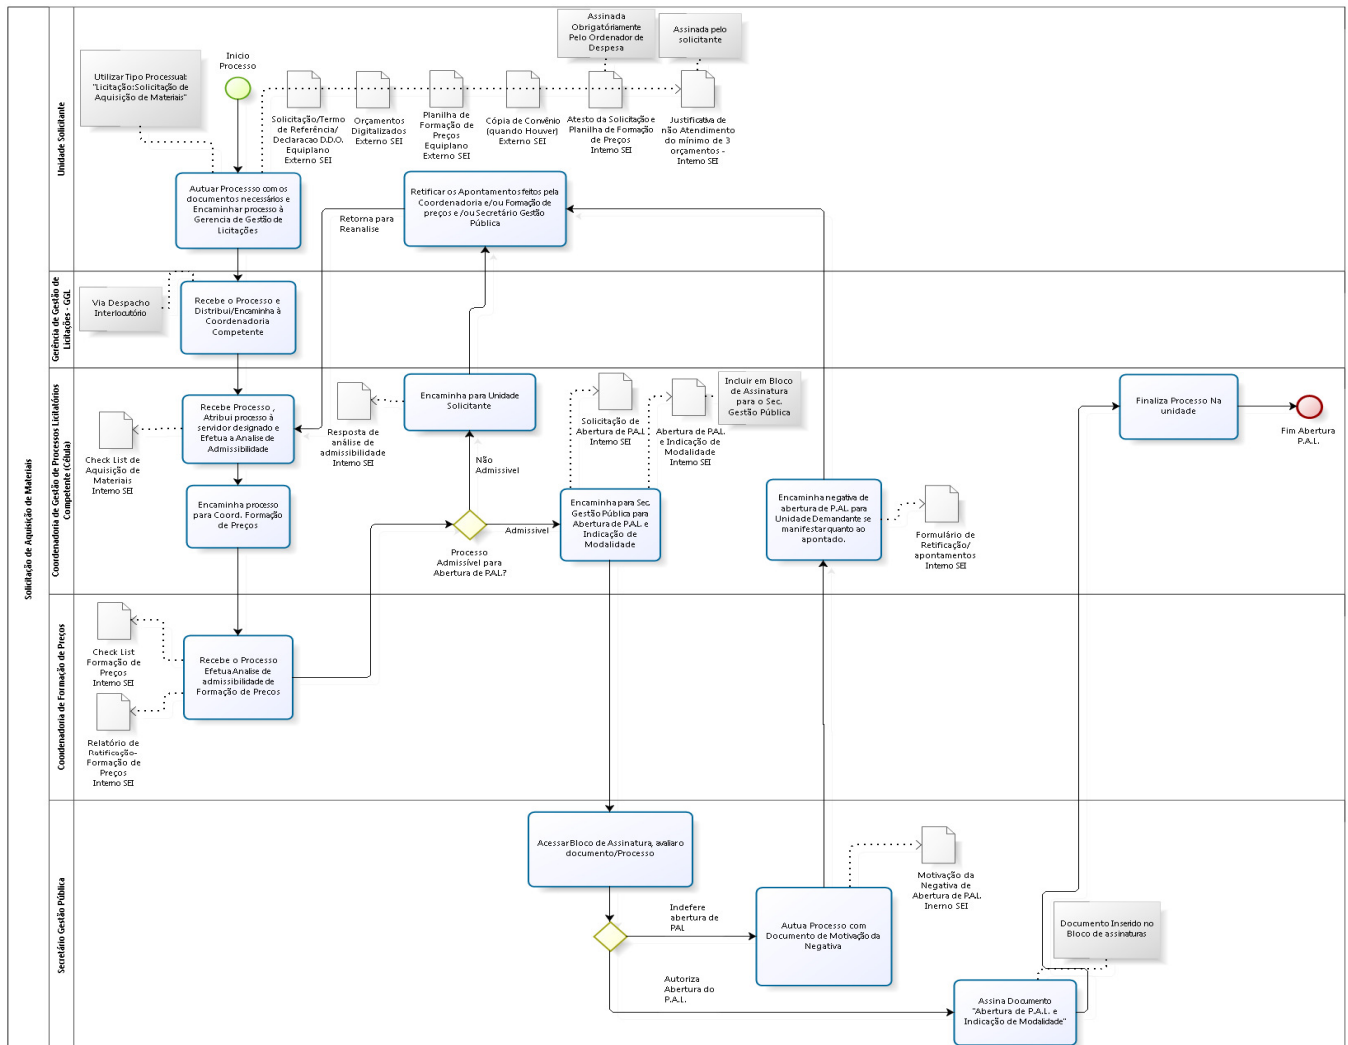 Solicitação de Aquisição de Materiais
Unidade Solicitante
Utilizar Tipo Processual:
"Licitação:Solicitação de
Aquisição de Materiais"
Inicio
Processo
Solicitação/Termo
de Referência/
Declaracao D.D.O.
Equiplano
Externo SEI
Orçamentos
Digitalizados
Externo SEI
Planilha de
Formação de
Preços
Equiplano
Externo SEI
Cópia de Convênio
(quando Houver)
Externo SEI
Assinada
Obrigatóriamente
Pelo Ordenador de
Despesa
Atesto da Solicitação e
Planilha de Formação
de Preços
Interno SEI
Assinada pelo
solicitante
Justificativa de
não Atendimento
do mínimo de 3
orçamentos -
Interno SEI
Autuar Processso com os
documentos necessários e
Encaminhar processo à
Gerencia de Gestão de
Licitações
Retorna para
Reanalise
Retificar os Apontamentos feitos pela
Coordenadoria e/ou Formação de
preços e /ou Secretário Gestão
Pública
Gerência de Gestão de
Licitações - GGL
Via Despacho
Interlocutório
Recebe o Processo e
Distribui/Encaminha à
Coordenadoria
Competente
Coordenadoria de Gestão de Processos Licitatórios
Competente (Célula)
Check List de
Aquisição de
Materiais
Interno SEI
Recebe Processo ,
Atribui processo à
servidor designado e
Efetua a Analise de
Admissibilidade
Encaminha processo
para Coord. Formação
de Preços
Resposta de
análise de
admissibilidade
Interno SEI
Encaminha para Unidade
Solicitante
Não
Admissivel
Processo
Admissível para
Abertura de P.A.L?
Admissível
Solicitação de
Abertura de P.A.L
Interno SEI
Abertura de P.A.L.
e Indicação de
Modalidade
Interno SEI
Incluir em Bloco
de Assinatura
para o Sec.
Gestão Pública
Encaminha para Sec.
Gestão Pública para
Abertura de P.A.L. e
Indicação de
Modalidade
Encaminha negativa de
abertura de P.A.L. para
Unidade Demandante se
manifestar quanto ao
apontado.
Formulário de
Retificação/
apontamentos
Interno SEI
Finaliza Processo Na
unidade
Fim Abertura
P.A.L.
Coordenadoria de Formação de Preços
Check List
Formação de
Preços
Interno SEI
Relatório de
Retificação-
Formação de
Preços
Interno SEI
Recebe o Processo
Efetua Analise de
admissibilidade de
Formação de Precos
Secretário Gestão Pública
Acessar Bloco de Assinatura, avaliar o
documento/Processo
Indefere
abertura de
PAL
Autoriza
Abertura do
P.A.L.
Autua Processo com
Documento de Motivação da
Negativa
Motivação da
Negativa de
Abertura de P.A.L
Inerno SEI
Documento Inserido no
Bloco de assinaturas
Assina Documento
"Abertura de P.A.L. e
Indicação de Modalidade"